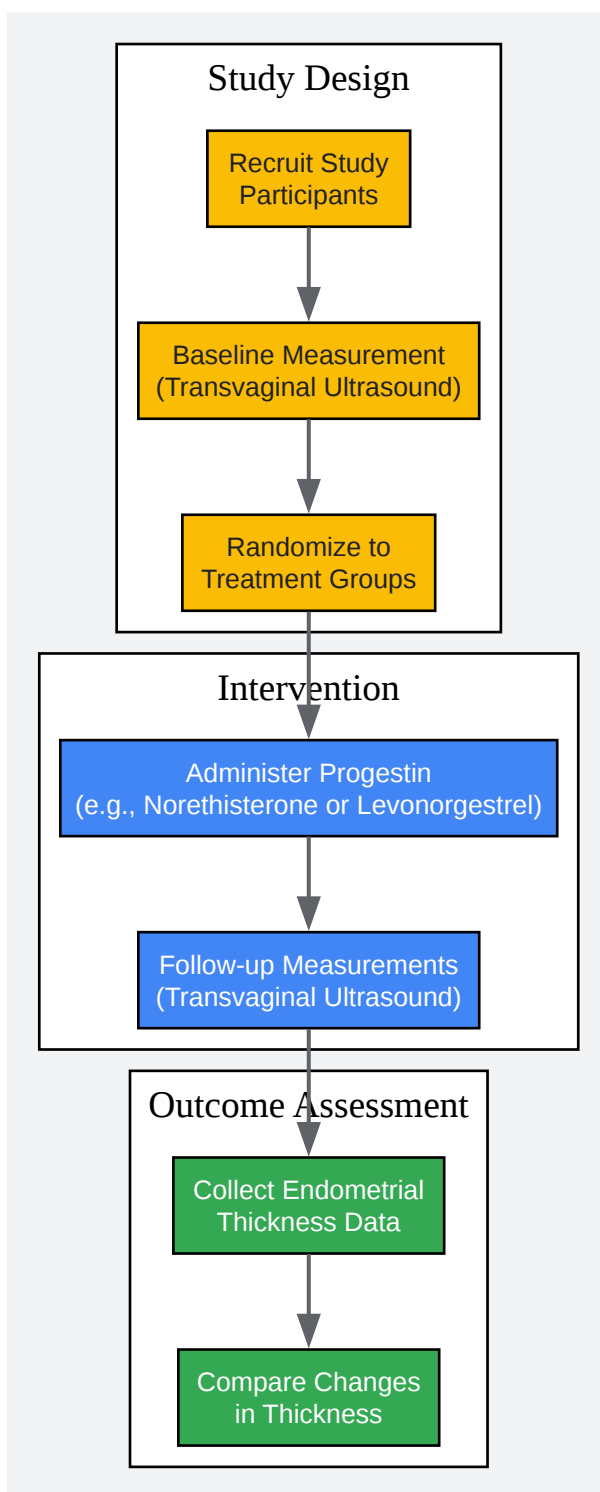 Study Design
Recruit Study
Participants
Baseline Measurement
(Transvaginal Ultrasound)
Randomize to
Treatment Groups
Intervention
Administer Progestin
(e.g., Norethisterone or Levonorgestrel)
Follow-up Measurements
(Transvaginal Ultrasound)
Outcome Assessment
Collect Endometrial
Thickness Data
Compare Changes
in Thickness